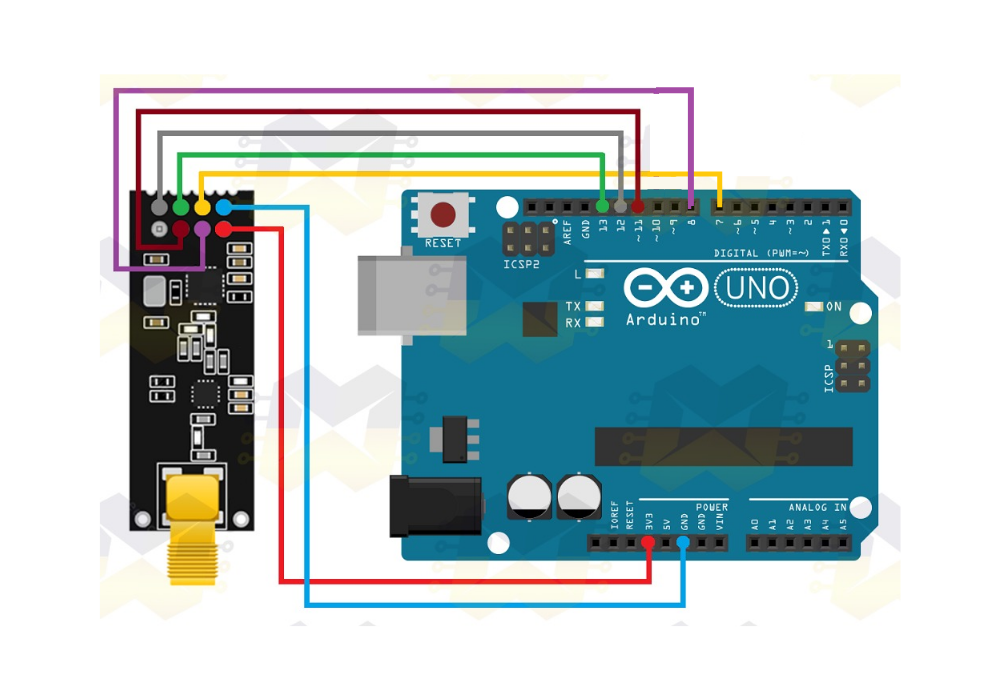 RESET
ICSP2
AREF
GND
13
12
~11
~10
~9
8
7
~6
~5
4
~3
2
TX0▶1
RX0◀0
DIGITAL (PWM=~)
L
TX
RX
UNO
Arduino™
ON
1
ICSP
IOREF
RESET
3V3
5V
GND
GND
VIN
POWER
ANALOG IN
A0
A1
A2
A3
A4
A5